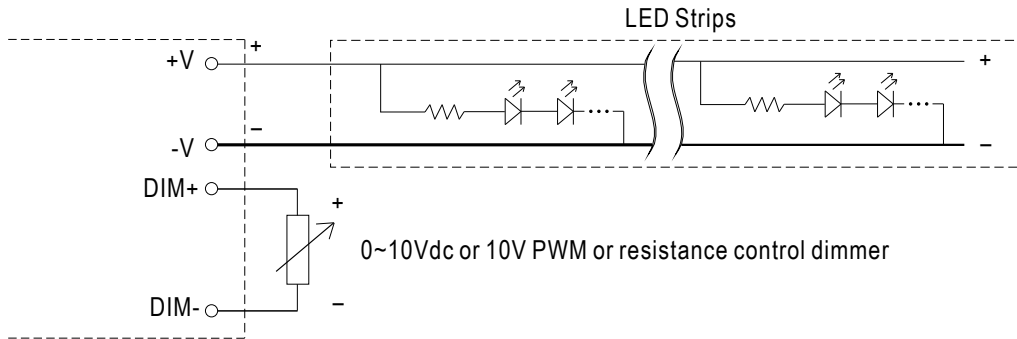 LED Strips
+V
+
+
-V
–
–
DIM+
+
0~10Vdc or 10V PWM or resistance control dimmer
DIM-
–